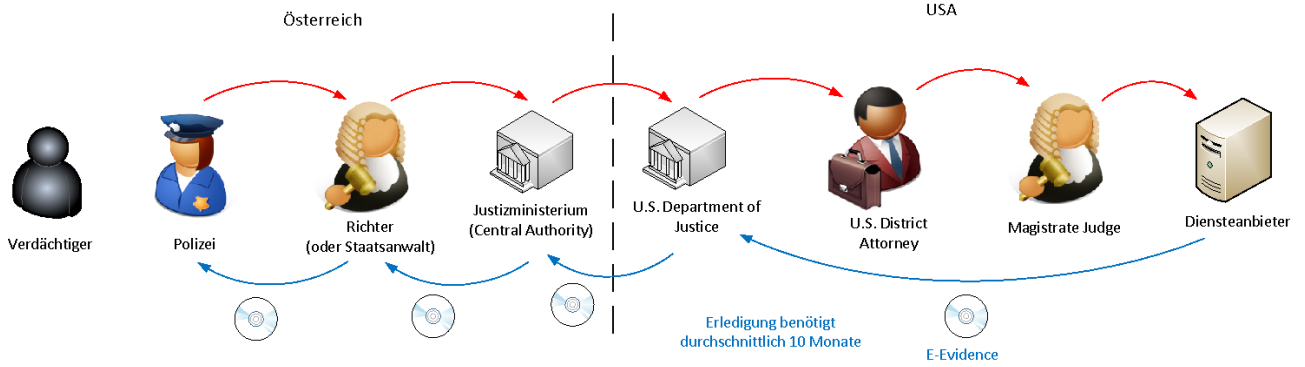 Österreich
USA
Verdächtiger
Polizei
Richter
(oder Staatsanwalt)
Justizministerium
(Central Authority)
U.S. Department of
Justice
U.S. District
Attorney
Magistrate Judge
Diensteanbieter
Erledigung benötigt
durchschnittlich 10 Monate
E-Evidence